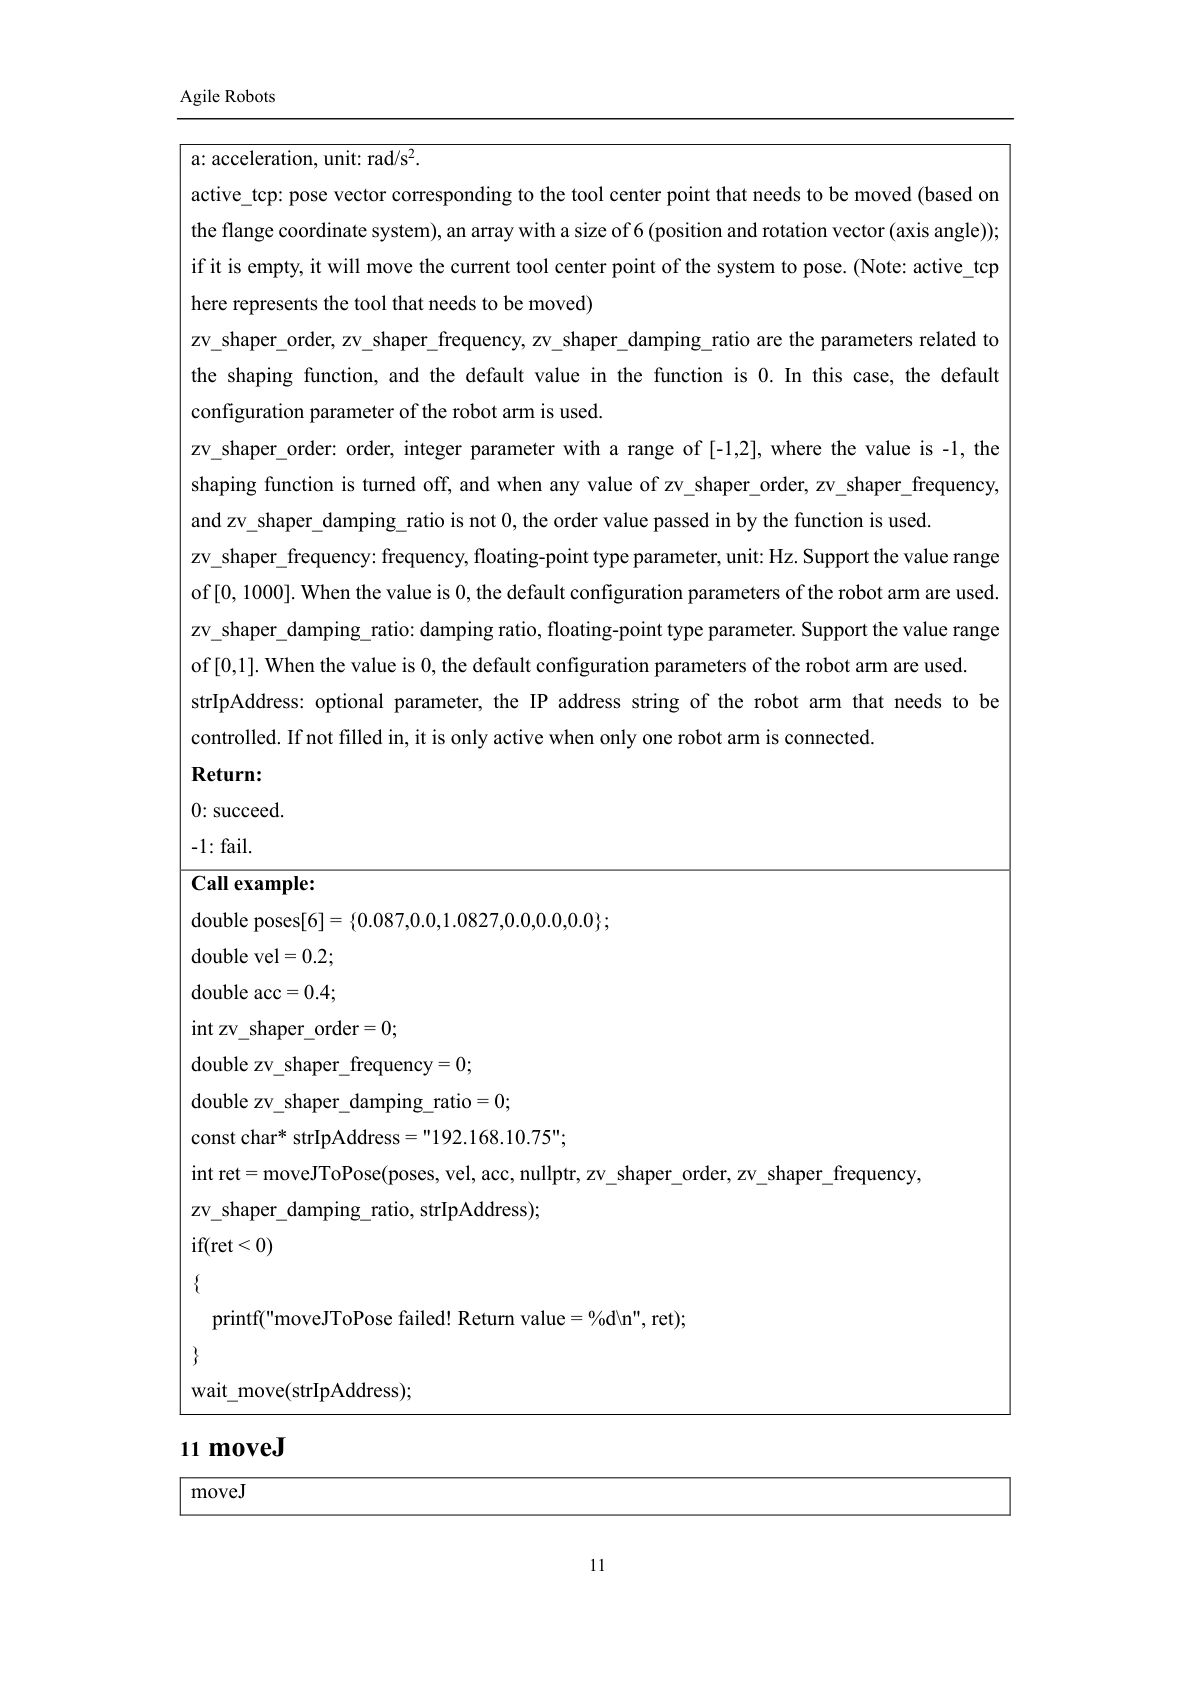 Agile Robots
a: acceleration, unit: rad/s².
active_tcp: pose vector corresponding to the tool center point that needs to be moved (based on
the flange coordinate system), an array with a size of 6 (position and rotation vector (axis angle));
if it is empty, it will move the current tool center point of the system to pose. (Note: active_tcp
here represents the tool that needs to be moved)
zv_shaper_order, zv_shaper_frequency, zv_shaper_damping_ratio are the parameters related to
the shaping function, and the default value in the function is 0. In this case, the default
configuration parameter of the robot arm is used.
zv_shaper_order: order, integer parameter with a range of [-1,2], where the value is -1, the
shaping function is turned off, and when any value of zv_shaper_order, zv_shaper_frequency,
and zv_shaper_damping_ratio is not 0, the order value passed in by the function is used.
zv_shaper_frequency: frequency, floating-point type parameter, unit: Hz. Support the value range
of [0, 1000]. When the value is 0, the default configuration parameters of the robot arm are used.
zv_shaper_damping_ratio: damping ratio, floating-point type parameter. Support the value range
of [0,1]. When the value is 0, the default configuration parameters of the robot arm are used.
strIpAddress: optional parameter, the IP address string of the robot arm that needs to be
controlled. If not filled in, it is only active when only one robot arm is connected.
Return:
0: succeed.
-1: fail.
Call example:
double poses[6] = {0.087,0.0,1.0827,0.0,0.0,0.0};
double vel = 0.2;
double acc = 0.4;
int zv_shaper_order = 0;
double zv_shaper_frequency = 0;
double zv_shaper_damping_ratio = 0;
const char* strIpAddress = "192.168.10.75";
int ret = moveJToPose(poses, vel, acc, nullptr, zv_shaper_order, zv_shaper_frequency,
zv_shaper_damping_ratio, strIpAddress);
if(ret < 0)
{
    printf("moveJToPose failed! Return value = %d\n", ret);
}
wait_move(strIpAddress);
11 moveJ
moveJ
11